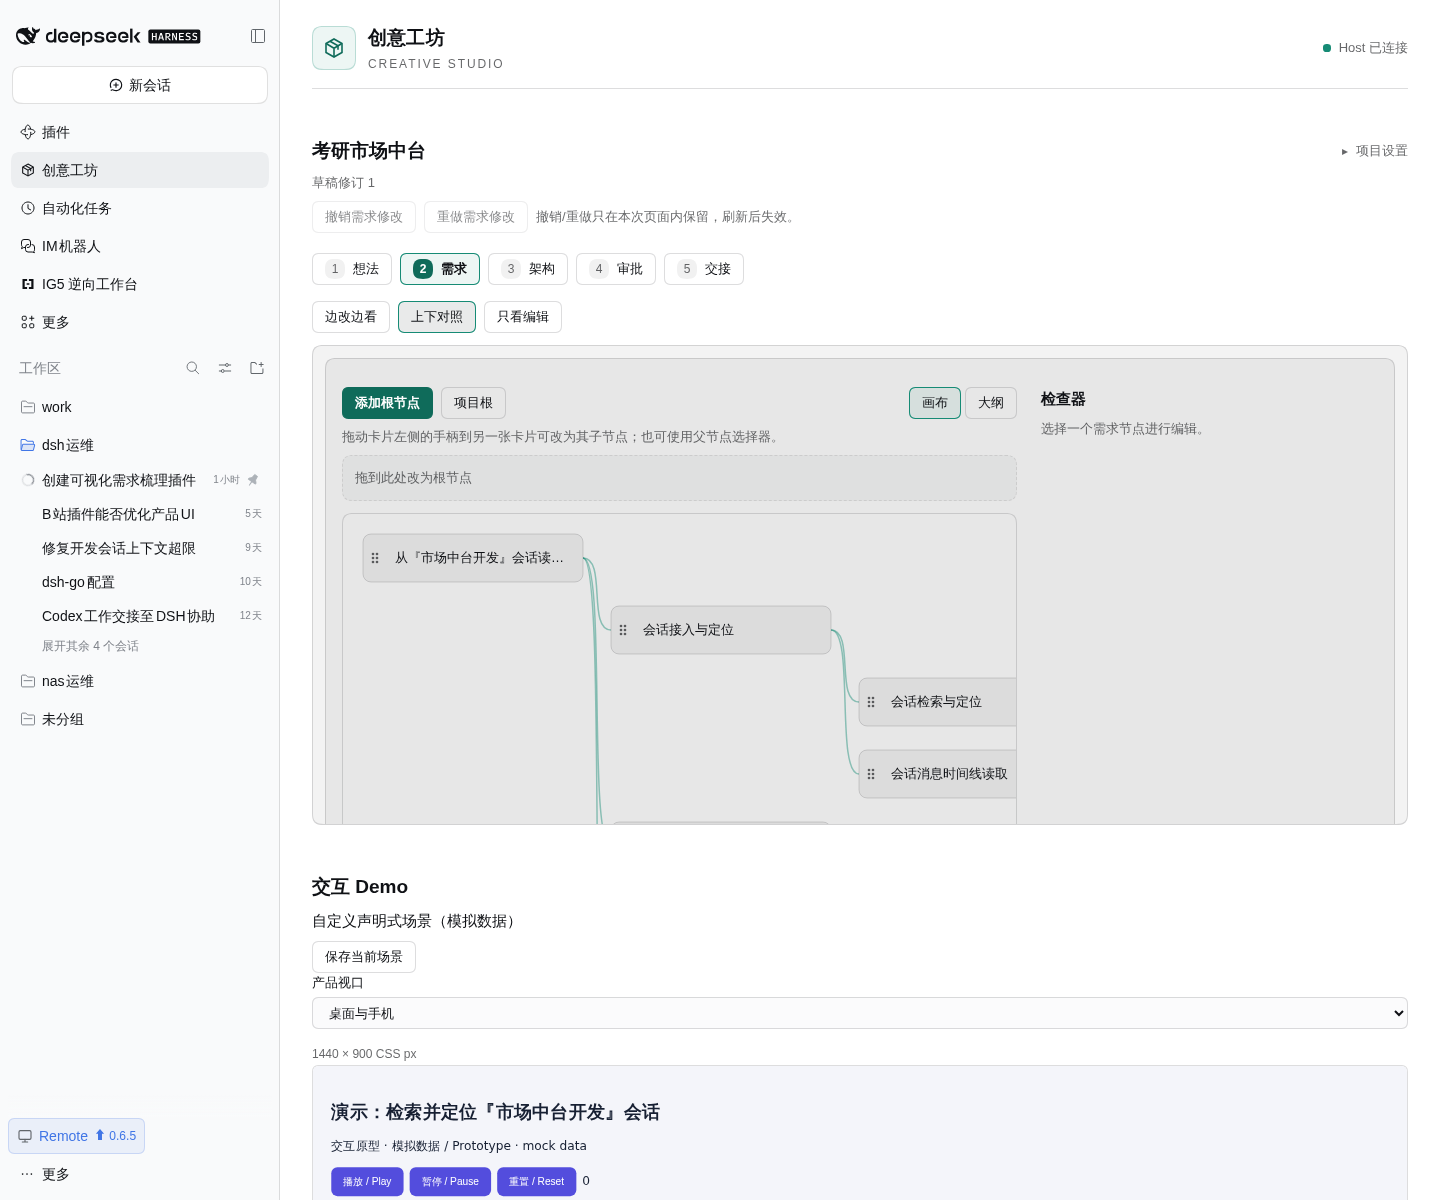 deepseek HARNESS
新会话
插件
创意工坊
自动化任务
IM机器人
IG5 逆向工作台
更多
工作区
work
dsh运维
创建可视化需求梳理插件 1小时
B站插件能否优化产品UI 5天
修复开发会话上下文超限 9天
dsh-go配置 10天
Codex工作交接至DSH协助 12天
展开其余 4 个会话
nas运维
未分组
Remote 0.6.5
更多
创意工坊
CREATIVE STUDIO
Host 已连接
考研市场中台
项目设置
草稿修订 1
撤销需求修改 重做需求修改 撤销/重做只在本次页面内保留，刷新后失效。
1 想法 2 需求 3 架构 4 审批 5 交接
边改边看 上下对照 只看编辑
添加根节点 项目根 画布 大纲
拖动卡片左侧的手柄到另一张卡片可改为其子节点；也可使用父节点选择器。
拖到此处改为根节点
从『市场中台开发』会话读…
会话接入与定位
会话检索与定位
会话消息时间线读取
检查器
选择一个需求节点进行编辑。
交互 Demo
自定义声明式场景（模拟数据）
保存当前场景
产品视口
桌面与手机
1440 × 900 CSS px
演示：检索并定位『市场中台开发』会话
交互原型 · 模拟数据 / Prototype · mock data
播放 / Play 暂停 / Pause 重置 / Reset 0